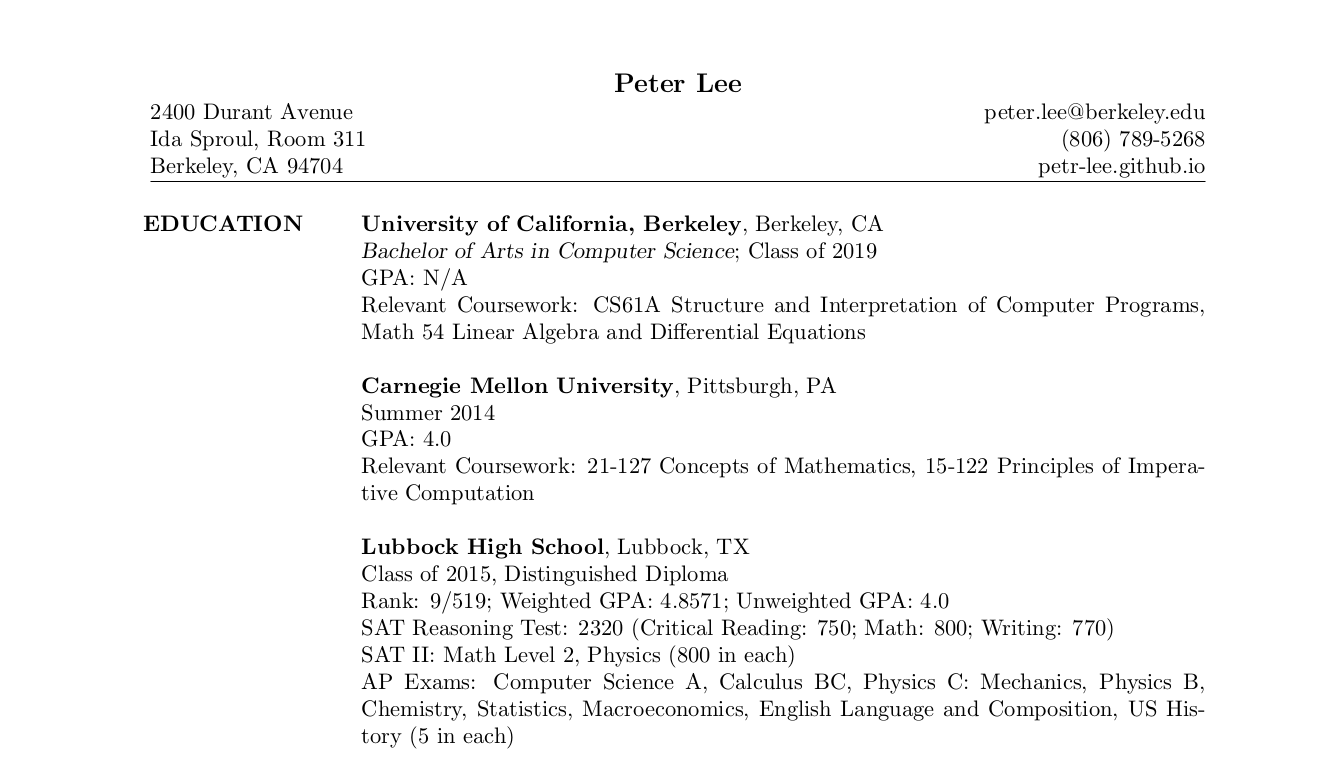 Peter Lee
2400 Durant Avenue
Ida Sproul, Room 311
Berkeley, CA 94704
peter.lee@berkeley.edu
(806) 789-5268
petr-lee.github.io
EDUCATION
University of California, Berkeley, Berkeley, CA
Bachelor of Arts in Computer Science; Class of 2019
GPA: N/A
Relevant Coursework: CS61A Structure and Interpretation of Computer Programs,
Math 54 Linear Algebra and Differential Equations
Carnegie Mellon University, Pittsburgh, PA
Summer 2014
GPA: 4.0
Relevant Coursework: 21-127 Concepts of Mathematics, 15-122 Principles of Impera-
tive Computation
Lubbock High School, Lubbock, TX
Class of 2015, Distinguished Diploma
Rank: 9/519; Weighted GPA: 4.8571; Unweighted GPA: 4.0
SAT Reasoning Test: 2320 (Critical Reading: 750; Math: 800; Writing: 770)
SAT II: Math Level 2, Physics (800 in each)
AP Exams: Computer Science A, Calculus BC, Physics C: Mechanics, Physics B,
Chemistry, Statistics, Macroeconomics, English Language and Composition, US His-
tory (5 in each)